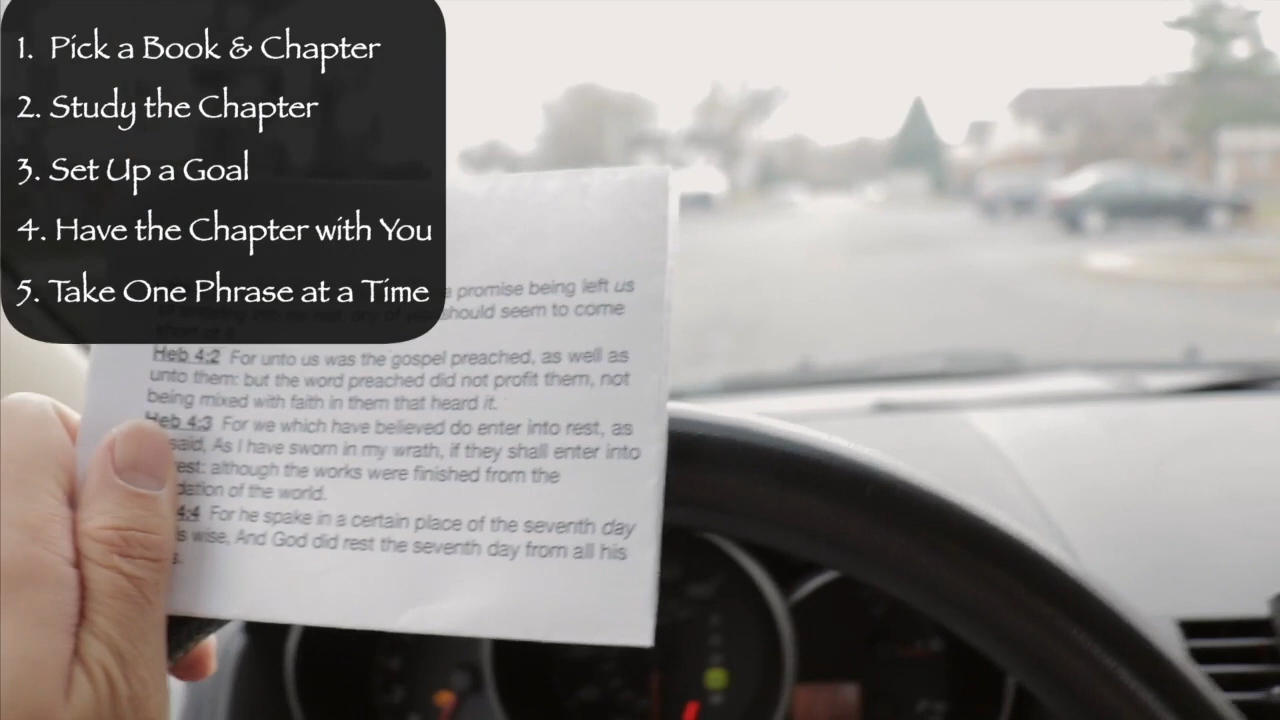 1. Pick a Book & Chapter
2. Study the Chapter
3. Set Up a Goal
4. Have the Chapter with You
5. Take One Phrase at a Time
a promise being left us
should seem to come
Heb 4:2 For unto us was the gospel preached, as well as
unto them: but the word preached did not profit them, not
being mixed with faith in them that heard it.
Heb 4:3 For we which have believed do enter into rest, as
said, As I have sworn in my wrath, if they shall enter into
rest: although the works were finished from the
dation of the world.
4:4 For he spake in a certain place of the seventh day
s wise, And God did rest the seventh day from all his